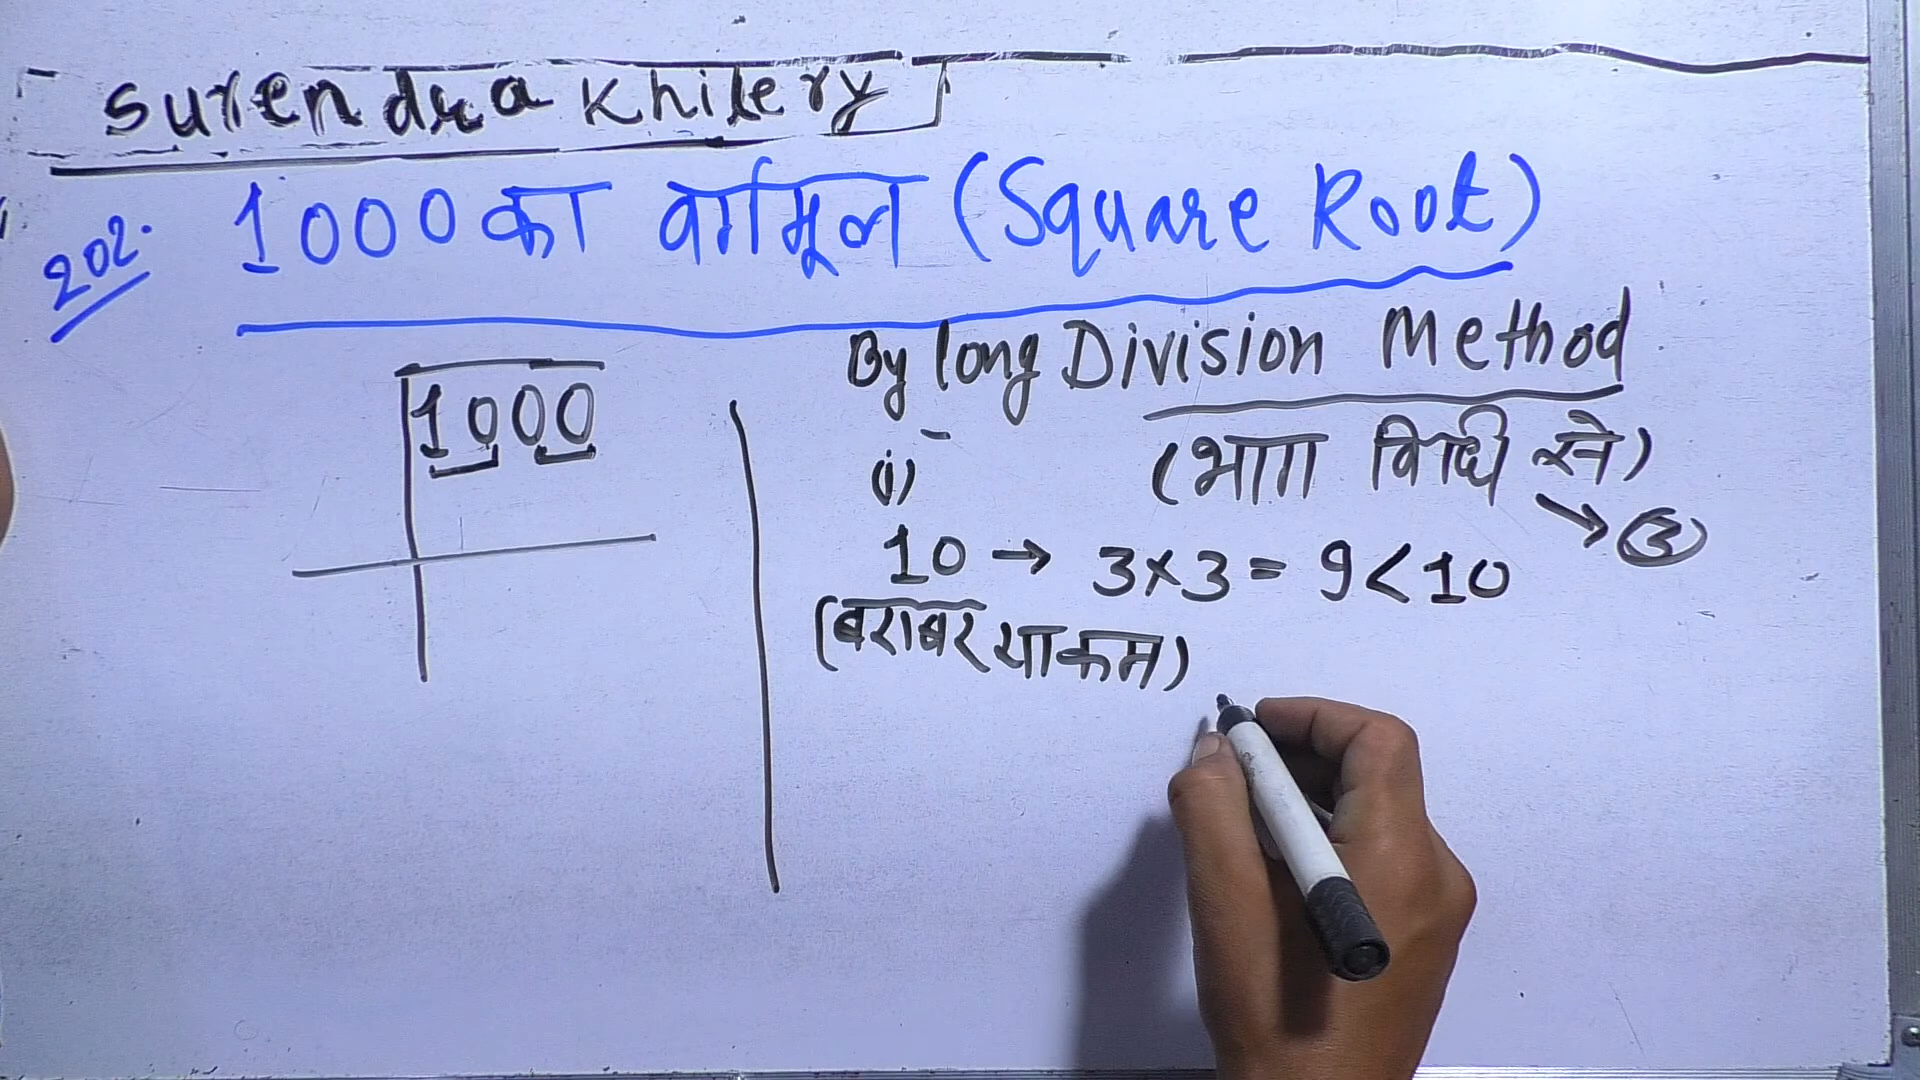 Surendra Khilery
202. 1000 का वर्गमूल (Square Root)
1000
By long Division Method
(भाग विधि से)
(i)
→ 3
10 → 3×3 = 9 < 10
(बराबर या कम)